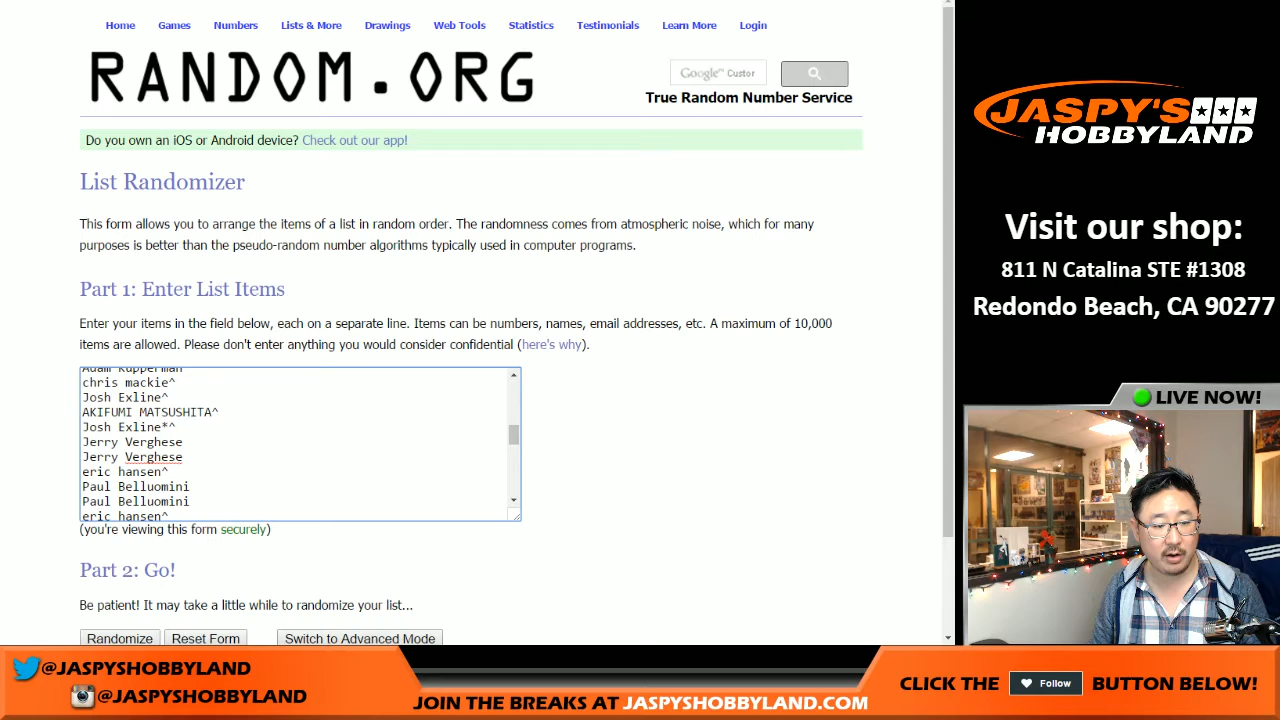 Home Games Numbers Lists & More Drawings Web Tools Statistics Testimonials Learn More Login
RANDOM.ORG
Google™ Custor
True Random Number Service
Do you own an iOS or Android device? Check out our app!
List Randomizer
This form allows you to arrange the items of a list in random order. The randomness comes from atmospheric noise, which for many
purposes is better than the pseudo-random number algorithms typically used in computer programs.
Part 1: Enter List Items
Enter your items in the field below, each on a separate line. Items can be numbers, names, email addresses, etc. A maximum of 10,000
items are allowed. Please don't enter anything you would consider confidential (here's why).
Adam Kupperman
chris mackie^
Josh Exline^
AKIFUMI MATSUSHITA^
Josh Exline*^
Jerry Verghese
Jerry Verghese
eric hansen^
Paul Belluomini
Paul Belluomini
eric hansen^
(you're viewing this form securely)
Part 2: Go!
Be patient! It may take a little while to randomize your list...
Randomize Reset Form Switch to Advanced Mode
JASPY'S
HOBBYLAND
Visit our shop:
811 N Catalina STE #1308
Redondo Beach, CA 90277
LIVE NOW!
@JASPYSHOBBYLAND
@JASPYSHOBBYLAND
JOIN THE BREAKS AT JASPYSHOBBYLAND.COM
CLICK THE Follow BUTTON BELOW!